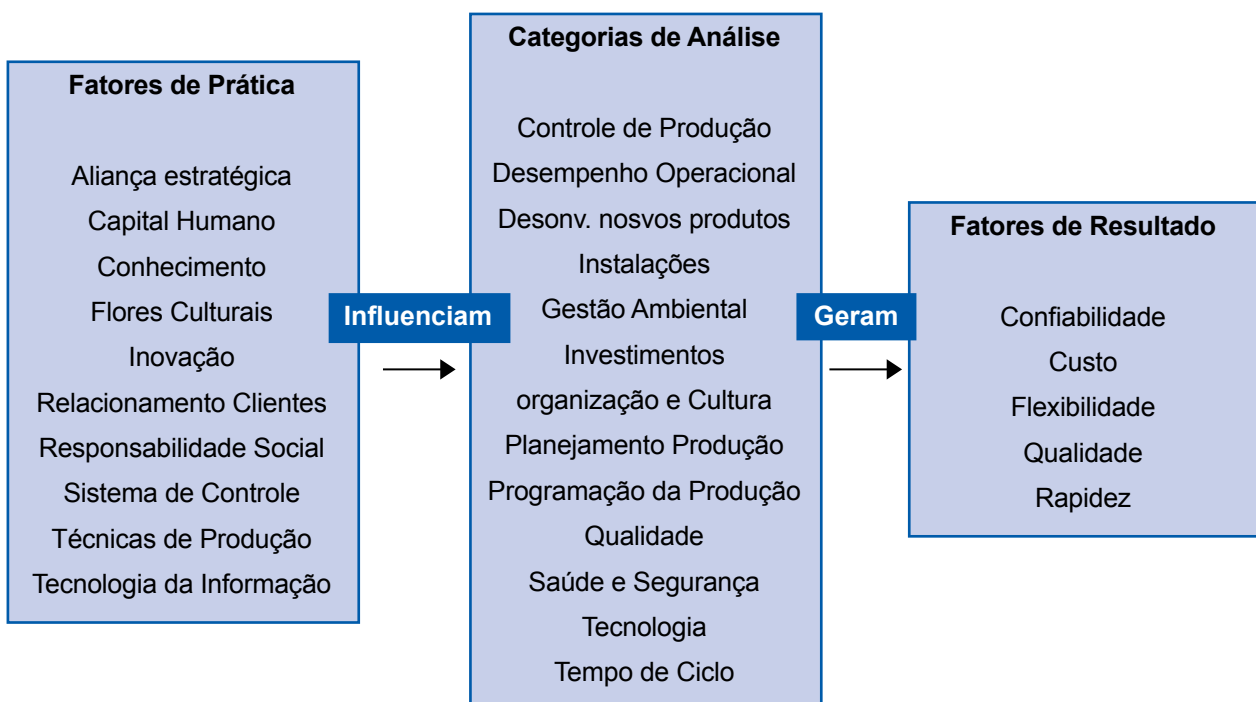 Fatores de Prática
Aliança estratégica
Capital Humano
Conhecimento
Flores Culturais
Inovação
Relacionamento Clientes
Responsabilidade Social
Sistema de Controle
Técnicas de Produção
Tecnologia da Informação
Influenciam
Categorias de Análise
Controle de Produção
Desempenho Operacional
Desonv. nosvos produtos
Instalações
Gestão Ambiental
Investimentos
organização e Cultura
Planejamento Produção
Programação da Produção
Qualidade
Saúde e Segurança
Tecnologia
Tempo de Ciclo
Geram
Fatores de Resultado
Confiabilidade
Custo
Flexibilidade
Qualidade
Rapidez